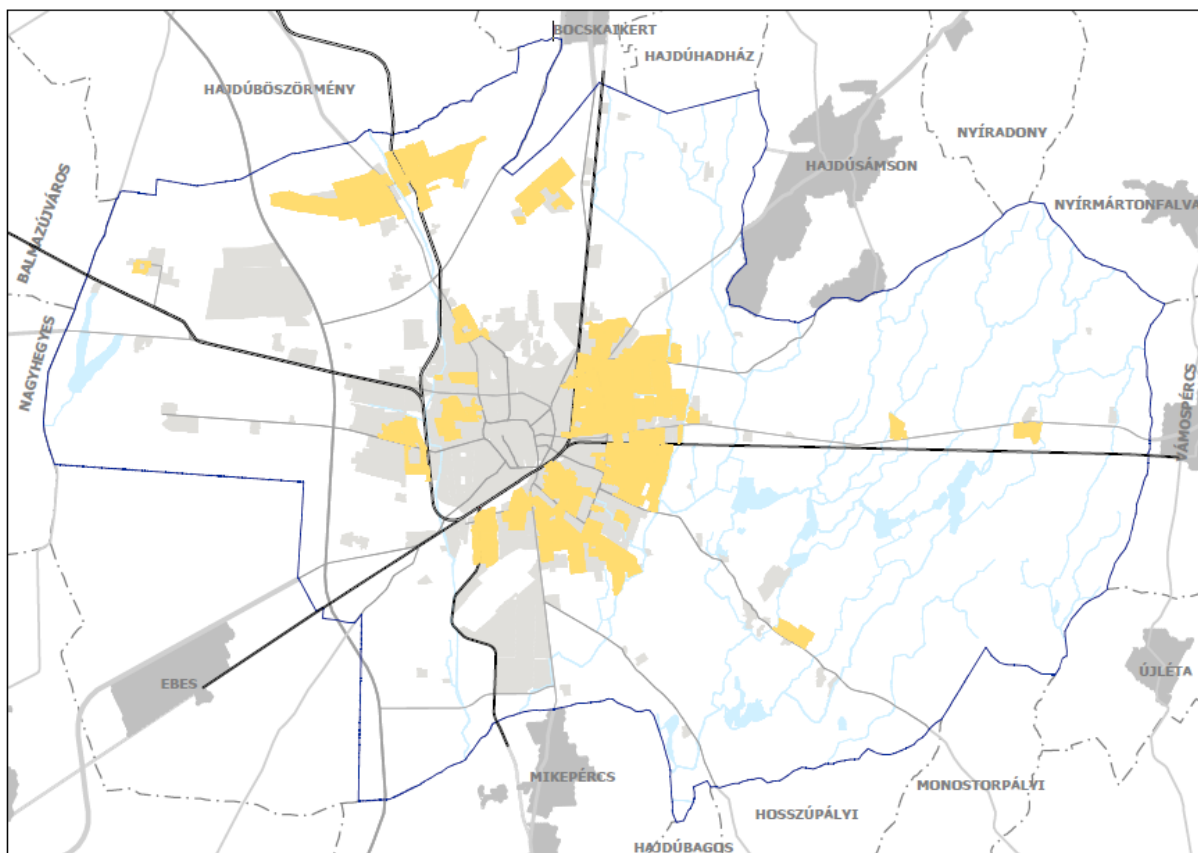 BOCSKAIKERT
HAJDÚHADHÁZ
HAJDÚBÖSZÖRMÉNY
NYÍRADONY
HAJDÚSÁMSON
NYÍRMÁRTONFALVA
BALMAZÚJVÁROS
NAGYHEGYES
VÁMOSPÉRCS
EBES
ÚJLÉTA
MIKEPÉRCS
MONOSTORPÁLYI
HOSSZÚPÁLYI
HAJDÚBAGOS